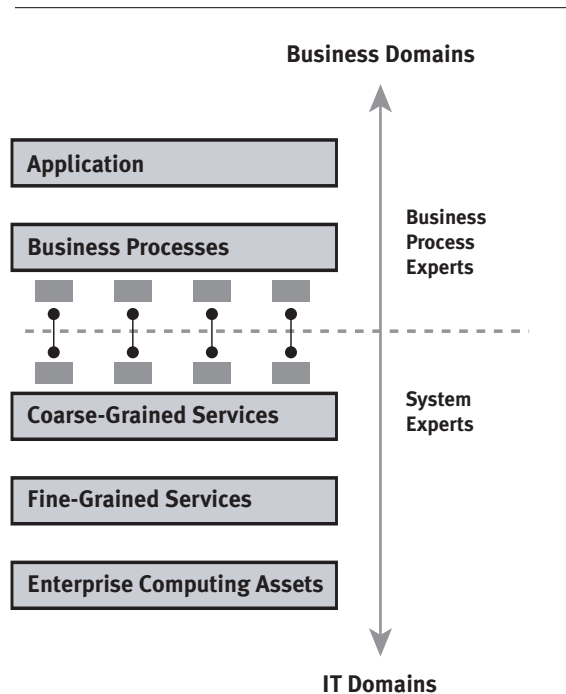 Business Domains
Application
Business Processes
Business
Process
Experts
Coarse-Grained Services
System
Experts
Fine-Grained Services
Enterprise Computing Assets
IT Domains